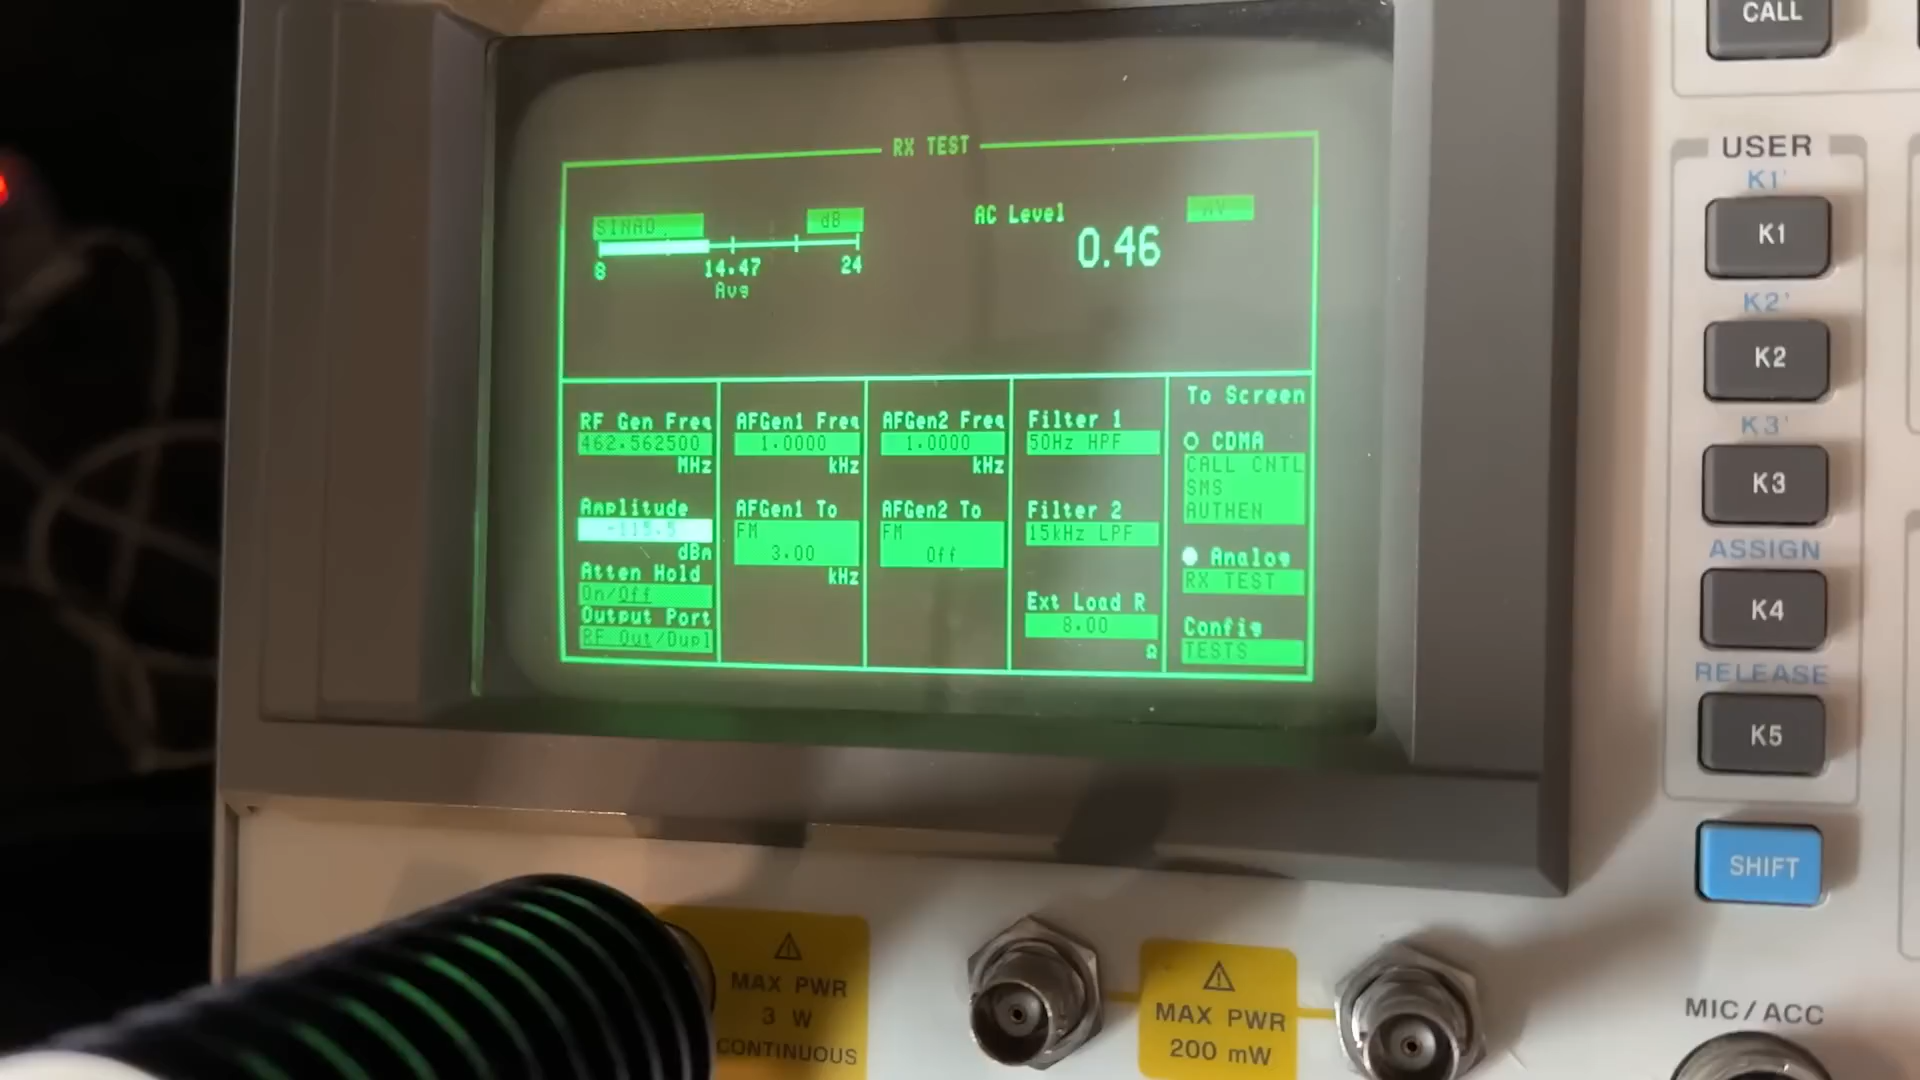 RX TEST
SINAD
dB
8
14.47
24
Avg
AC Level
0.46
RF Gen Freq
462.562500
MHz
Amplitude
-115.5
dBm
Atten Hold
On/Off
Output Port
RF Out/Dupl
AFGen1 Freq
1.0000
kHz
AFGen1 To
FM
3.00
kHz
AFGen2 Freq
1.0000
kHz
AFGen2 To
FM
Off
Filter 1
50Hz HPF
Filter 2
15kHz LPF
Ext Load R
8.00
Ω
To Screen
CDMA
CALL CNTL
SMS
AUTHEN
Analog
RX TEST
Config
TESTS
CALL
USER
K1'
K1
K2'
K2
K3'
K3
ASSIGN
K4
RELEASE
K5
SHIFT
MAX PWR
3 W
CONTINUOUS
MAX PWR
200 mW
MIC/ACC